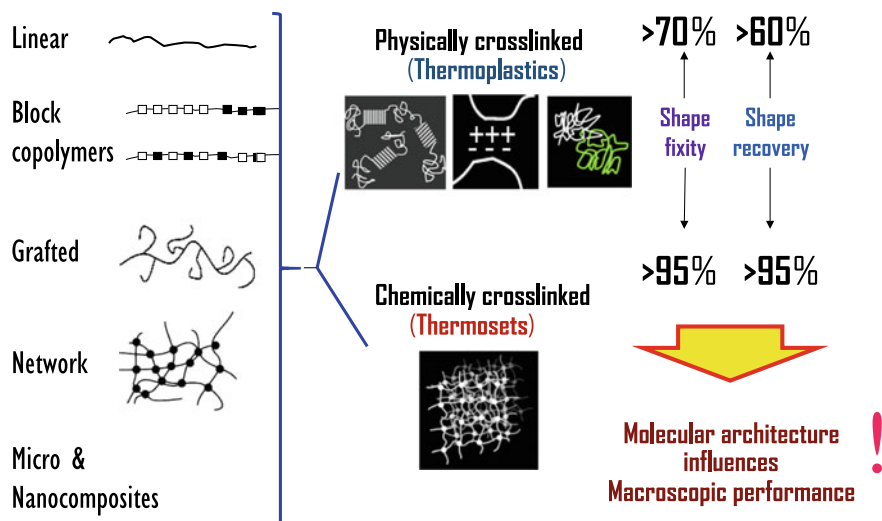 Linear
Block
copolymers
Grafted
Network
Micro &
Nanocomposites
Physically crosslinked
(Thermoplastics)
+++
---
Chemically crosslinked
(Thermosets)
>70% >60%
Shape
fixity
Shape
recovery
>95% >95%
Molecular architecture
influences
Macroscopic performance
!